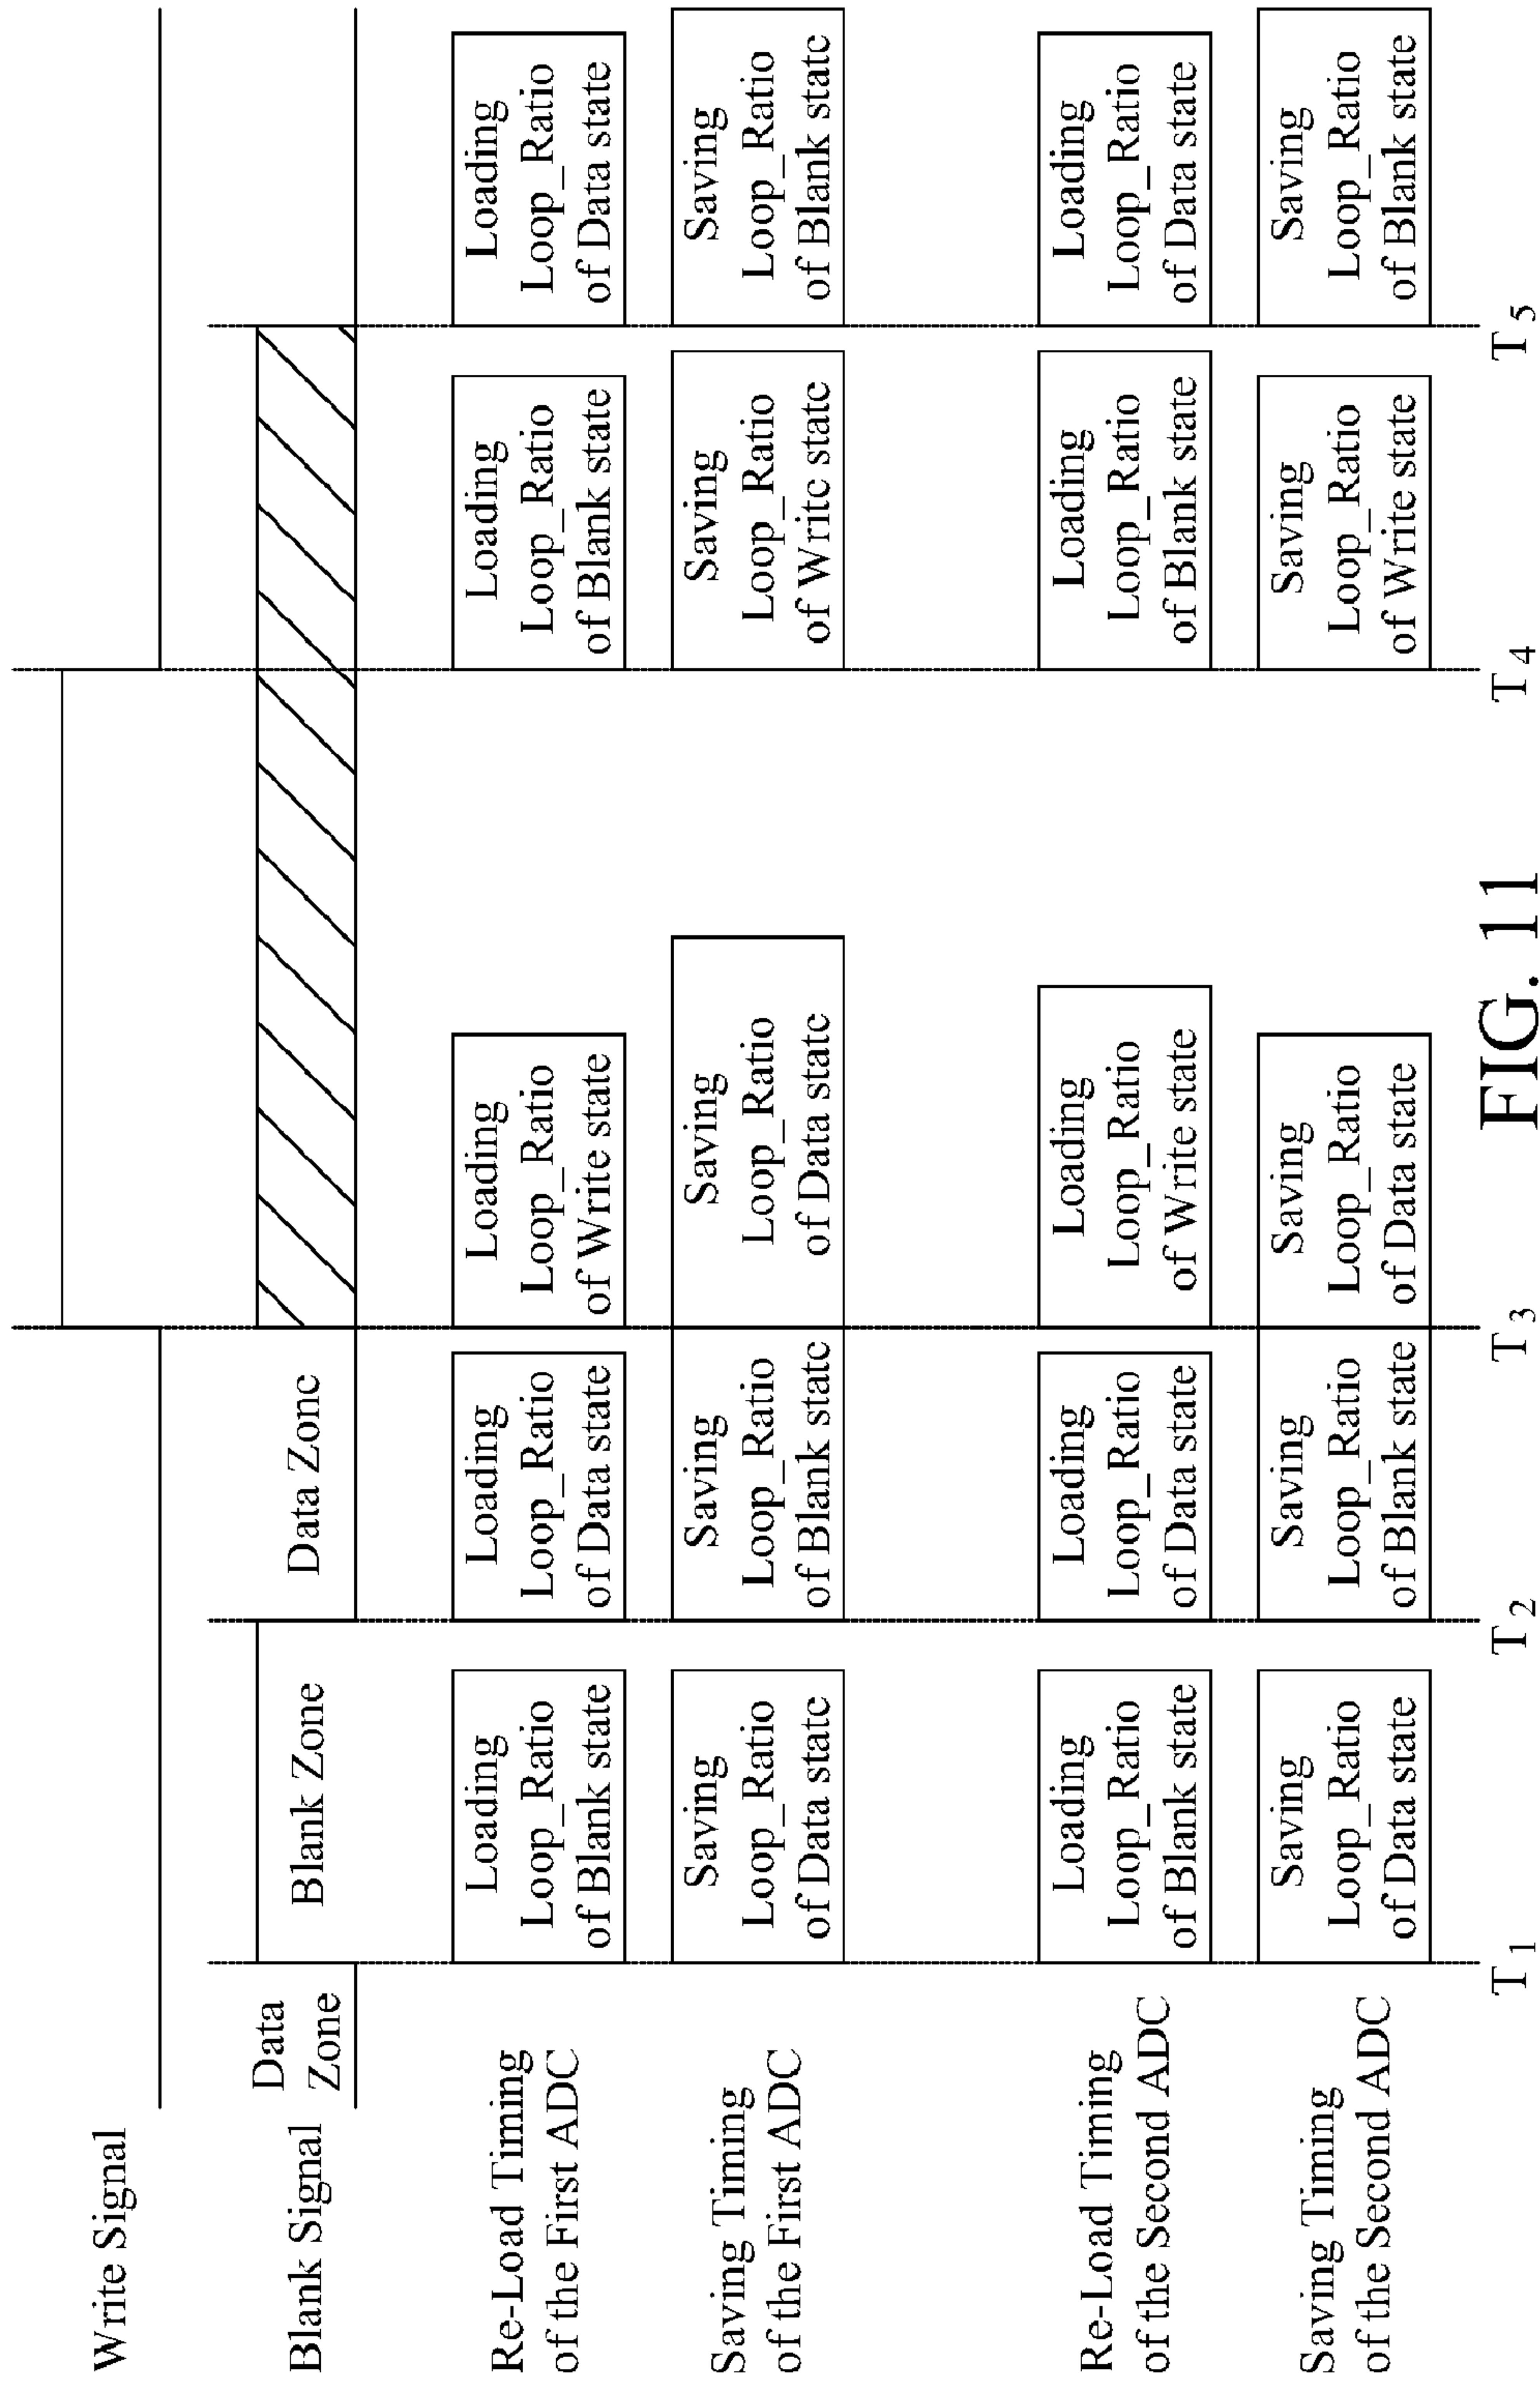 Write Signal
Blank Signal
Data
Zone
Blank Zone
Data Zone
Re-Load Timing
of the First ADC
Loading
Loop_Ratio
of Blank state
Loading
Loop_Ratio
of Data state
Loading
Loop_Ratio
of Write state
Loading
Loop_Ratio
of Blank state
Loading
Loop_Ratio
of Data state
Saving Timing
of the First ADC
Saving
Loop_Ratio
of Data state
Saving
Loop_Ratio
of Blank state
Saving
Loop_Ratio
of Data state
Saving
Loop_Ratio
of Write state
Saving
Loop_Ratio
of Blank state
Re-Load Timing
of the Second ADC
Loading
Loop_Ratio
of Blank state
Loading
Loop_Ratio
of Data state
Loading
Loop_Ratio
of Write state
Loading
Loop_Ratio
of Blank state
Loading
Loop_Ratio
of Data state
Saving Timing
of the Second ADC
Saving
Loop_Ratio
of Data state
Saving
Loop_Ratio
of Blank state
Saving
Loop_Ratio
of Data state
Saving
Loop_Ratio
of Write state
Saving
Loop_Ratio
of Blank state
T1
T2
T3
T4
T5
FIG. 11